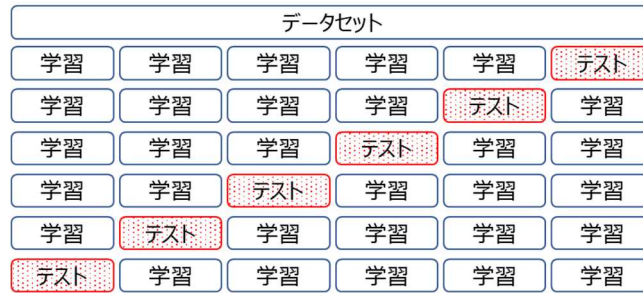 データセット
学習 学習 学習 学習 学習 テスト
学習 学習 学習 学習 テスト 学習
学習 学習 学習 テスト 学習 学習
学習 学習 テスト 学習 学習 学習
学習 テスト 学習 学習 学習 学習
テスト 学習 学習 学習 学習 学習